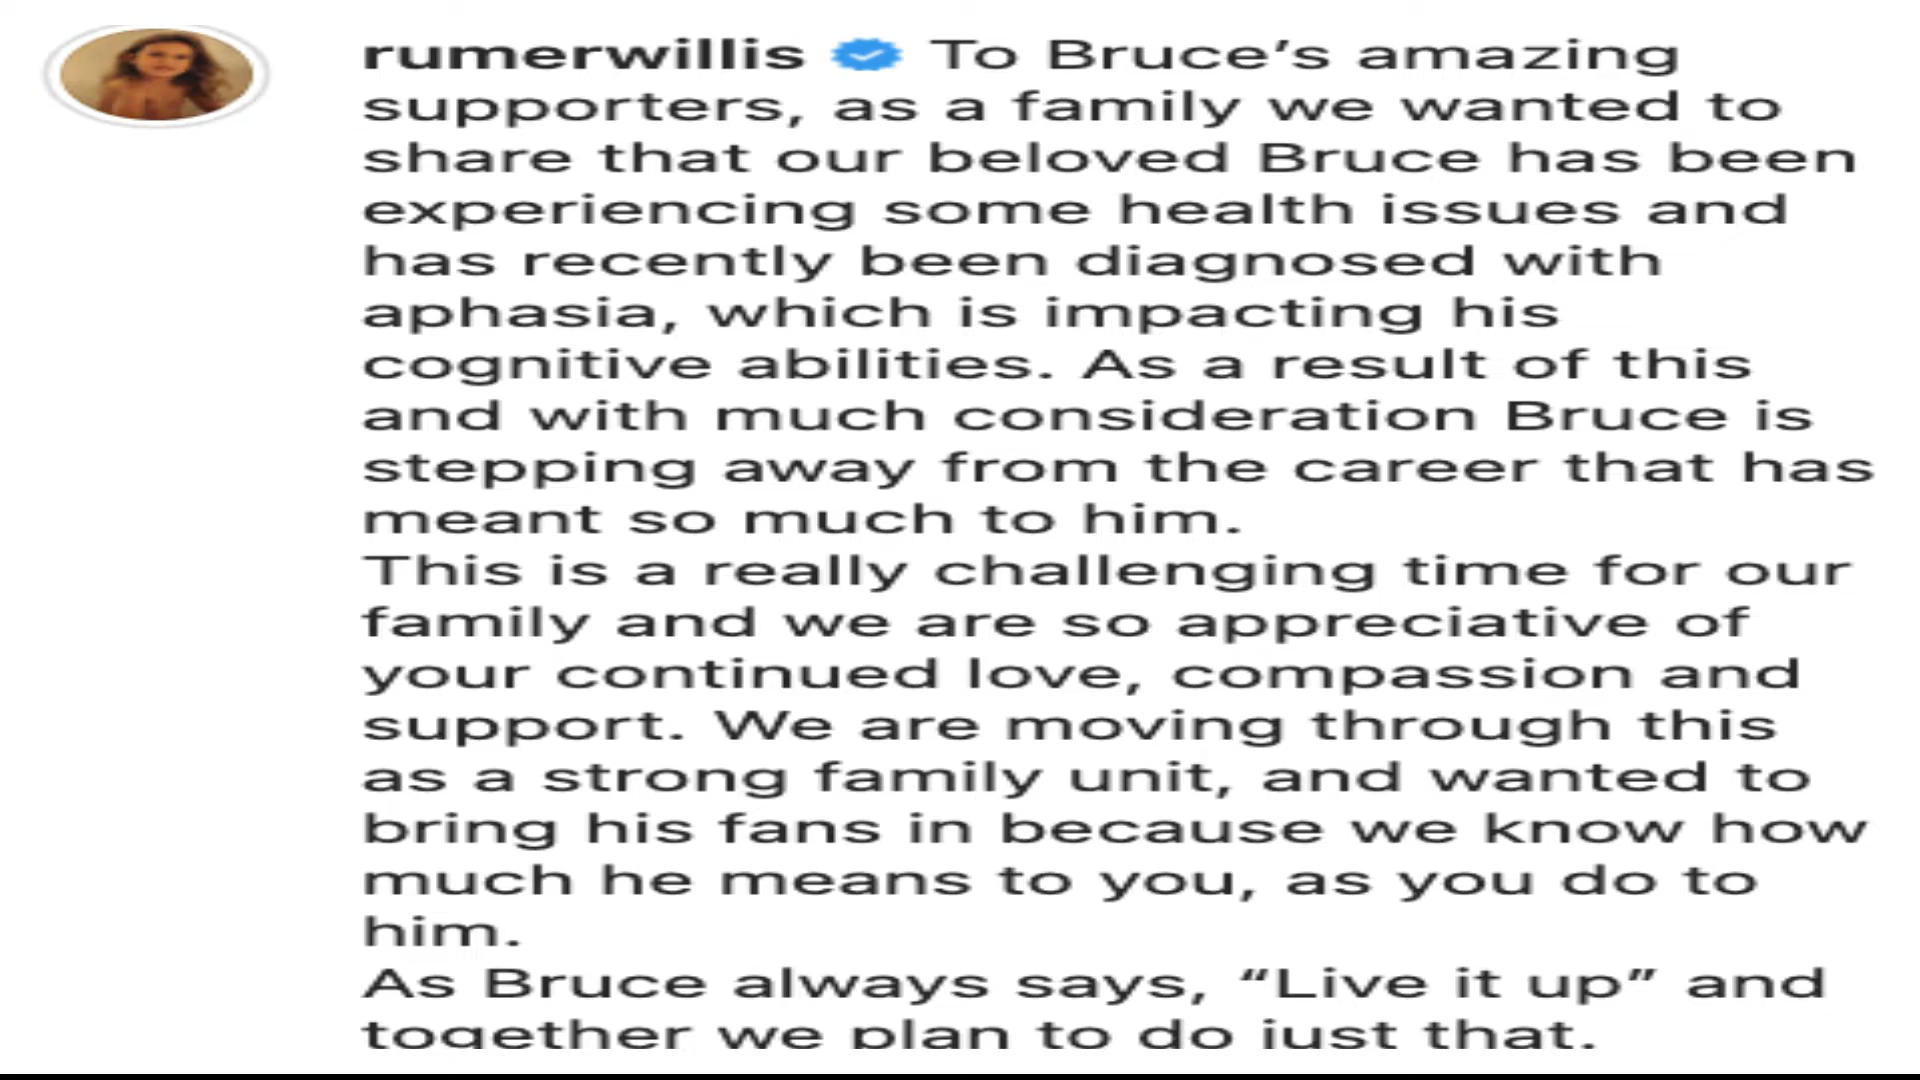 rumerwillis To Bruce’s amazing
supporters, as a family we wanted to
share that our beloved Bruce has been
experiencing some health issues and
has recently been diagnosed with
aphasia, which is impacting his
cognitive abilities. As a result of this
and with much consideration Bruce is
stepping away from the career that has
meant so much to him.
This is a really challenging time for our
family and we are so appreciative of
your continued love, compassion and
support. We are moving through this
as a strong family unit, and wanted to
bring his fans in because we know how
much he means to you, as you do to
him.
As Bruce always says, “Live it up” and
together we plan to do just that.